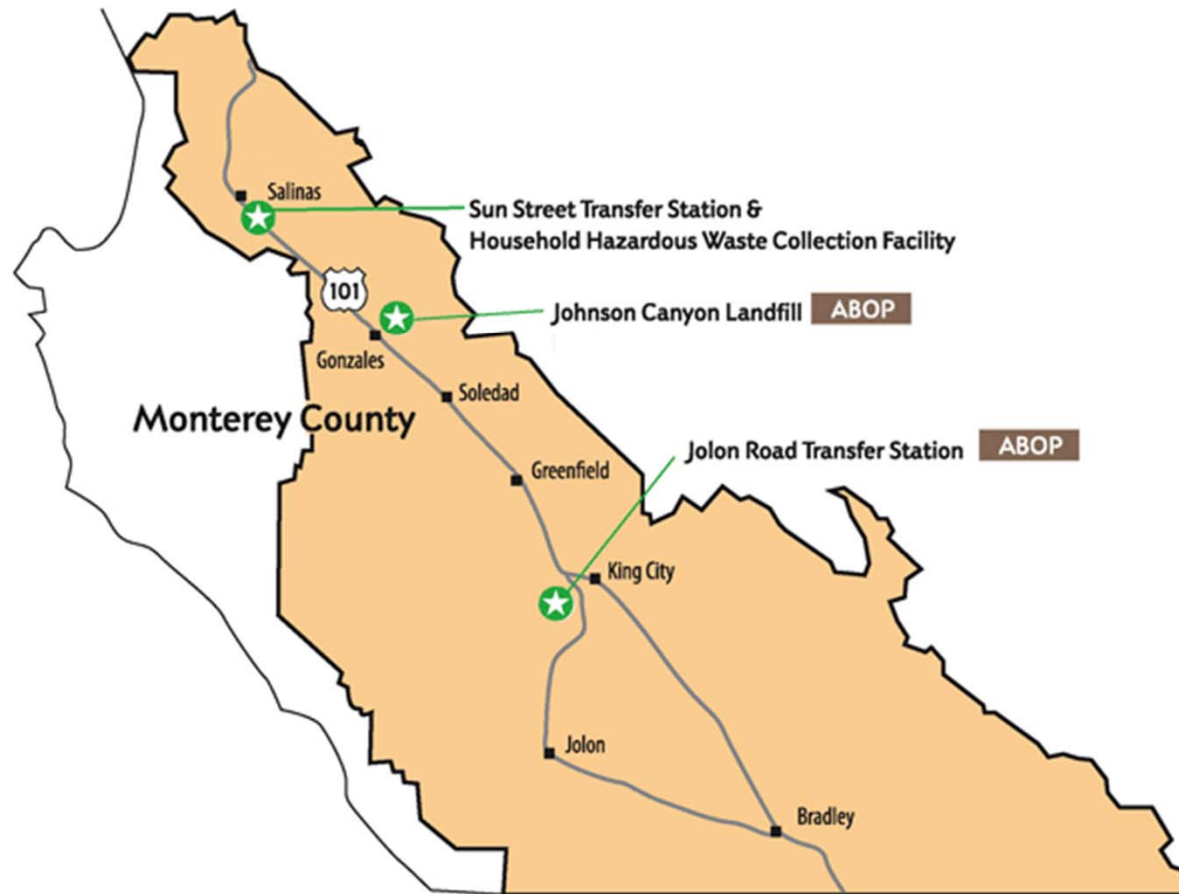 Salinas
Sun Street Transfer Station &
Household Hazardous Waste Collection Facility
101
Johnson Canyon Landfill ABOP
Gonzales
Soledad
Monterey County
Jolon Road Transfer Station ABOP
Greenfield
King City
Jolon
Bradley